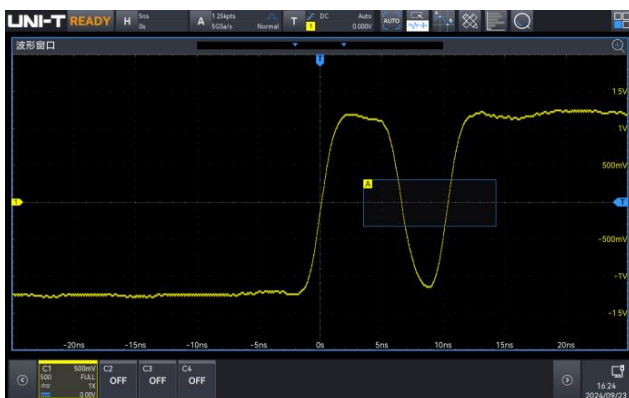 UNI-T READY H 5ns 0s A 1.25kpts 5GSa/s Normal T DC 1 Auto 0.000V AUTO
波形窗口
T
1.5V
1V
500mV
A
1 T
-500mV
-1V
-1.5V
-20ns -15ns -10ns -5ns 0s 5ns 10ns 15ns 20ns
C1 500mV C2 C3 C4
500 FULL OFF OFF OFF
1X
0.00V
16:24
2024/09/23